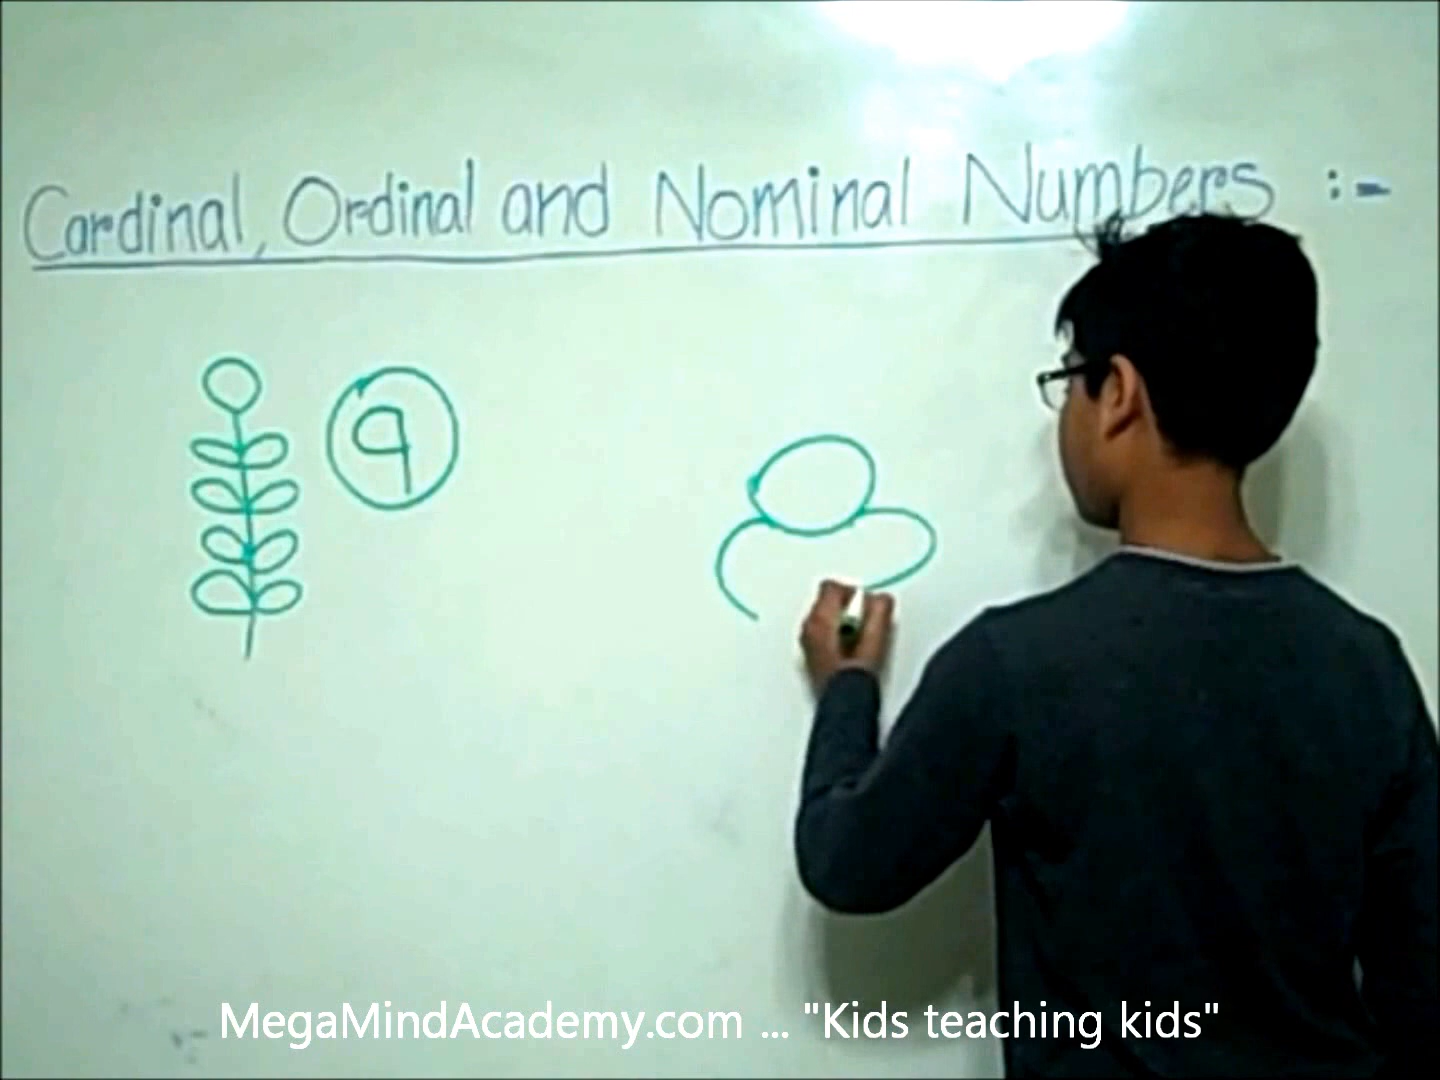 Cardinal, Ordinal and Nominal Numbers :-
9
MegaMindAcademy.com ... "Kids teaching kids"